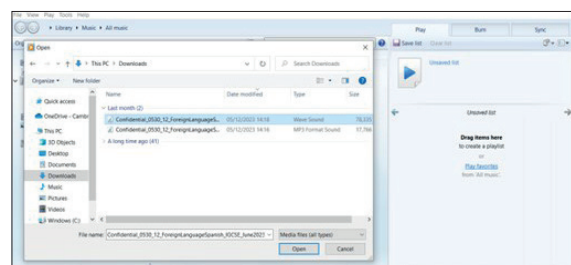 File View Play Tools Help
Library ▸ Music ▸ All music
Play Burn Sync
Save list Clear list
Open
This PC > Downloads
Search Downloads
Organize New folder
Name Date modified Type Size
Quick access
OneDrive - Cambr
This PC
3D Objects
Desktop
Documents
Downloads
Music
Pictures
Videos
Windows (C:)
Last month (2)
Confidential_0530_12_ForeignLanguageS... 05/12/2023 14:16 Wave Sound
Confidential_0530_12_ForeignLanguageS... 05/12/2023 14:16 MP3 Format Sound
A long time ago (41)
File name: Confidential_0530_12_ForeignLanguageSpanish_IGCSE_June2023
Media files (all types)
Open Cancel
Unsaved list
Unsaved list
Drag items here
to create a playlist
or
Play favorites
from 'All music'.